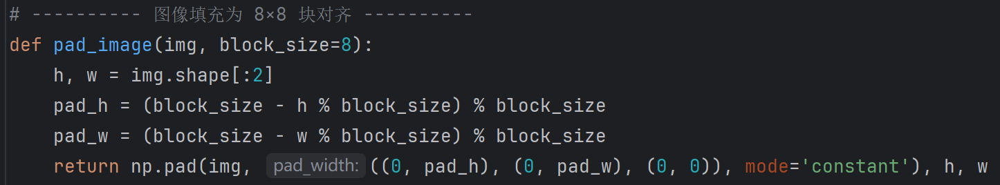 # ---------- 图像填充为 8×8 块对齐 ----------
def pad_image(img, block_size=8):
    h, w = img.shape[:2]
    pad_h = (block_size - h % block_size) % block_size
    pad_w = (block_size - w % block_size) % block_size
    return np.pad(img, pad_width: ((0, pad_h), (0, pad_w), (0, 0)), mode='constant'), h, w